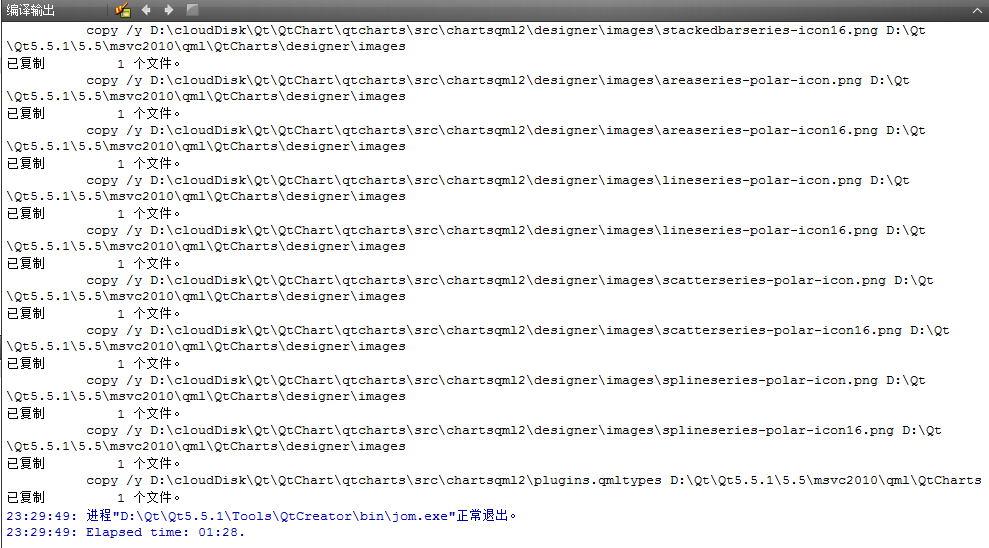 编译输出
copy /y D:\cloudDisk\Qt\QtChart\qtcharts\src\chartsqml2\designer\images\stackedbarseries-icon16.png D:\Qt
\Qt5.5.1\5.5\msvc2010\qml\QtCharts\designer\images
已复制         1 个文件。
copy /y D:\cloudDisk\Qt\QtChart\qtcharts\src\chartsqml2\designer\images\areaseries-polar-icon.png D:\Qt
\Qt5.5.1\5.5\msvc2010\qml\QtCharts\designer\images
已复制         1 个文件。
copy /y D:\cloudDisk\Qt\QtChart\qtcharts\src\chartsqml2\designer\images\areaseries-polar-icon16.png D:\Qt
\Qt5.5.1\5.5\msvc2010\qml\QtCharts\designer\images
已复制         1 个文件。
copy /y D:\cloudDisk\Qt\QtChart\qtcharts\src\chartsqml2\designer\images\lineseries-polar-icon.png D:\Qt
\Qt5.5.1\5.5\msvc2010\qml\QtCharts\designer\images
已复制         1 个文件。
copy /y D:\cloudDisk\Qt\QtChart\qtcharts\src\chartsqml2\designer\images\lineseries-polar-icon16.png D:\Qt
\Qt5.5.1\5.5\msvc2010\qml\QtCharts\designer\images
已复制         1 个文件。
copy /y D:\cloudDisk\Qt\QtChart\qtcharts\src\chartsqml2\designer\images\scatterseries-polar-icon.png D:\Qt
\Qt5.5.1\5.5\msvc2010\qml\QtCharts\designer\images
已复制         1 个文件。
copy /y D:\cloudDisk\Qt\QtChart\qtcharts\src\chartsqml2\designer\images\scatterseries-polar-icon16.png D:\Qt
\Qt5.5.1\5.5\msvc2010\qml\QtCharts\designer\images
已复制         1 个文件。
copy /y D:\cloudDisk\Qt\QtChart\qtcharts\src\chartsqml2\designer\images\splineseries-polar-icon.png D:\Qt
\Qt5.5.1\5.5\msvc2010\qml\QtCharts\designer\images
已复制         1 个文件。
copy /y D:\cloudDisk\Qt\QtChart\qtcharts\src\chartsqml2\designer\images\splineseries-polar-icon16.png D:\Qt
\Qt5.5.1\5.5\msvc2010\qml\QtCharts\designer\images
已复制         1 个文件。
copy /y D:\cloudDisk\Qt\QtChart\qtcharts\src\chartsqml2\plugins.qmltypes D:\Qt\Qt5.5.1\5.5\msvc2010\qml\QtCharts
已复制         1 个文件。
23:29:49: 进程"D:\Qt\Qt5.5.1\Tools\QtCreator\bin\jom.exe"正常退出。
23:29:49: Elapsed time: 01:28.